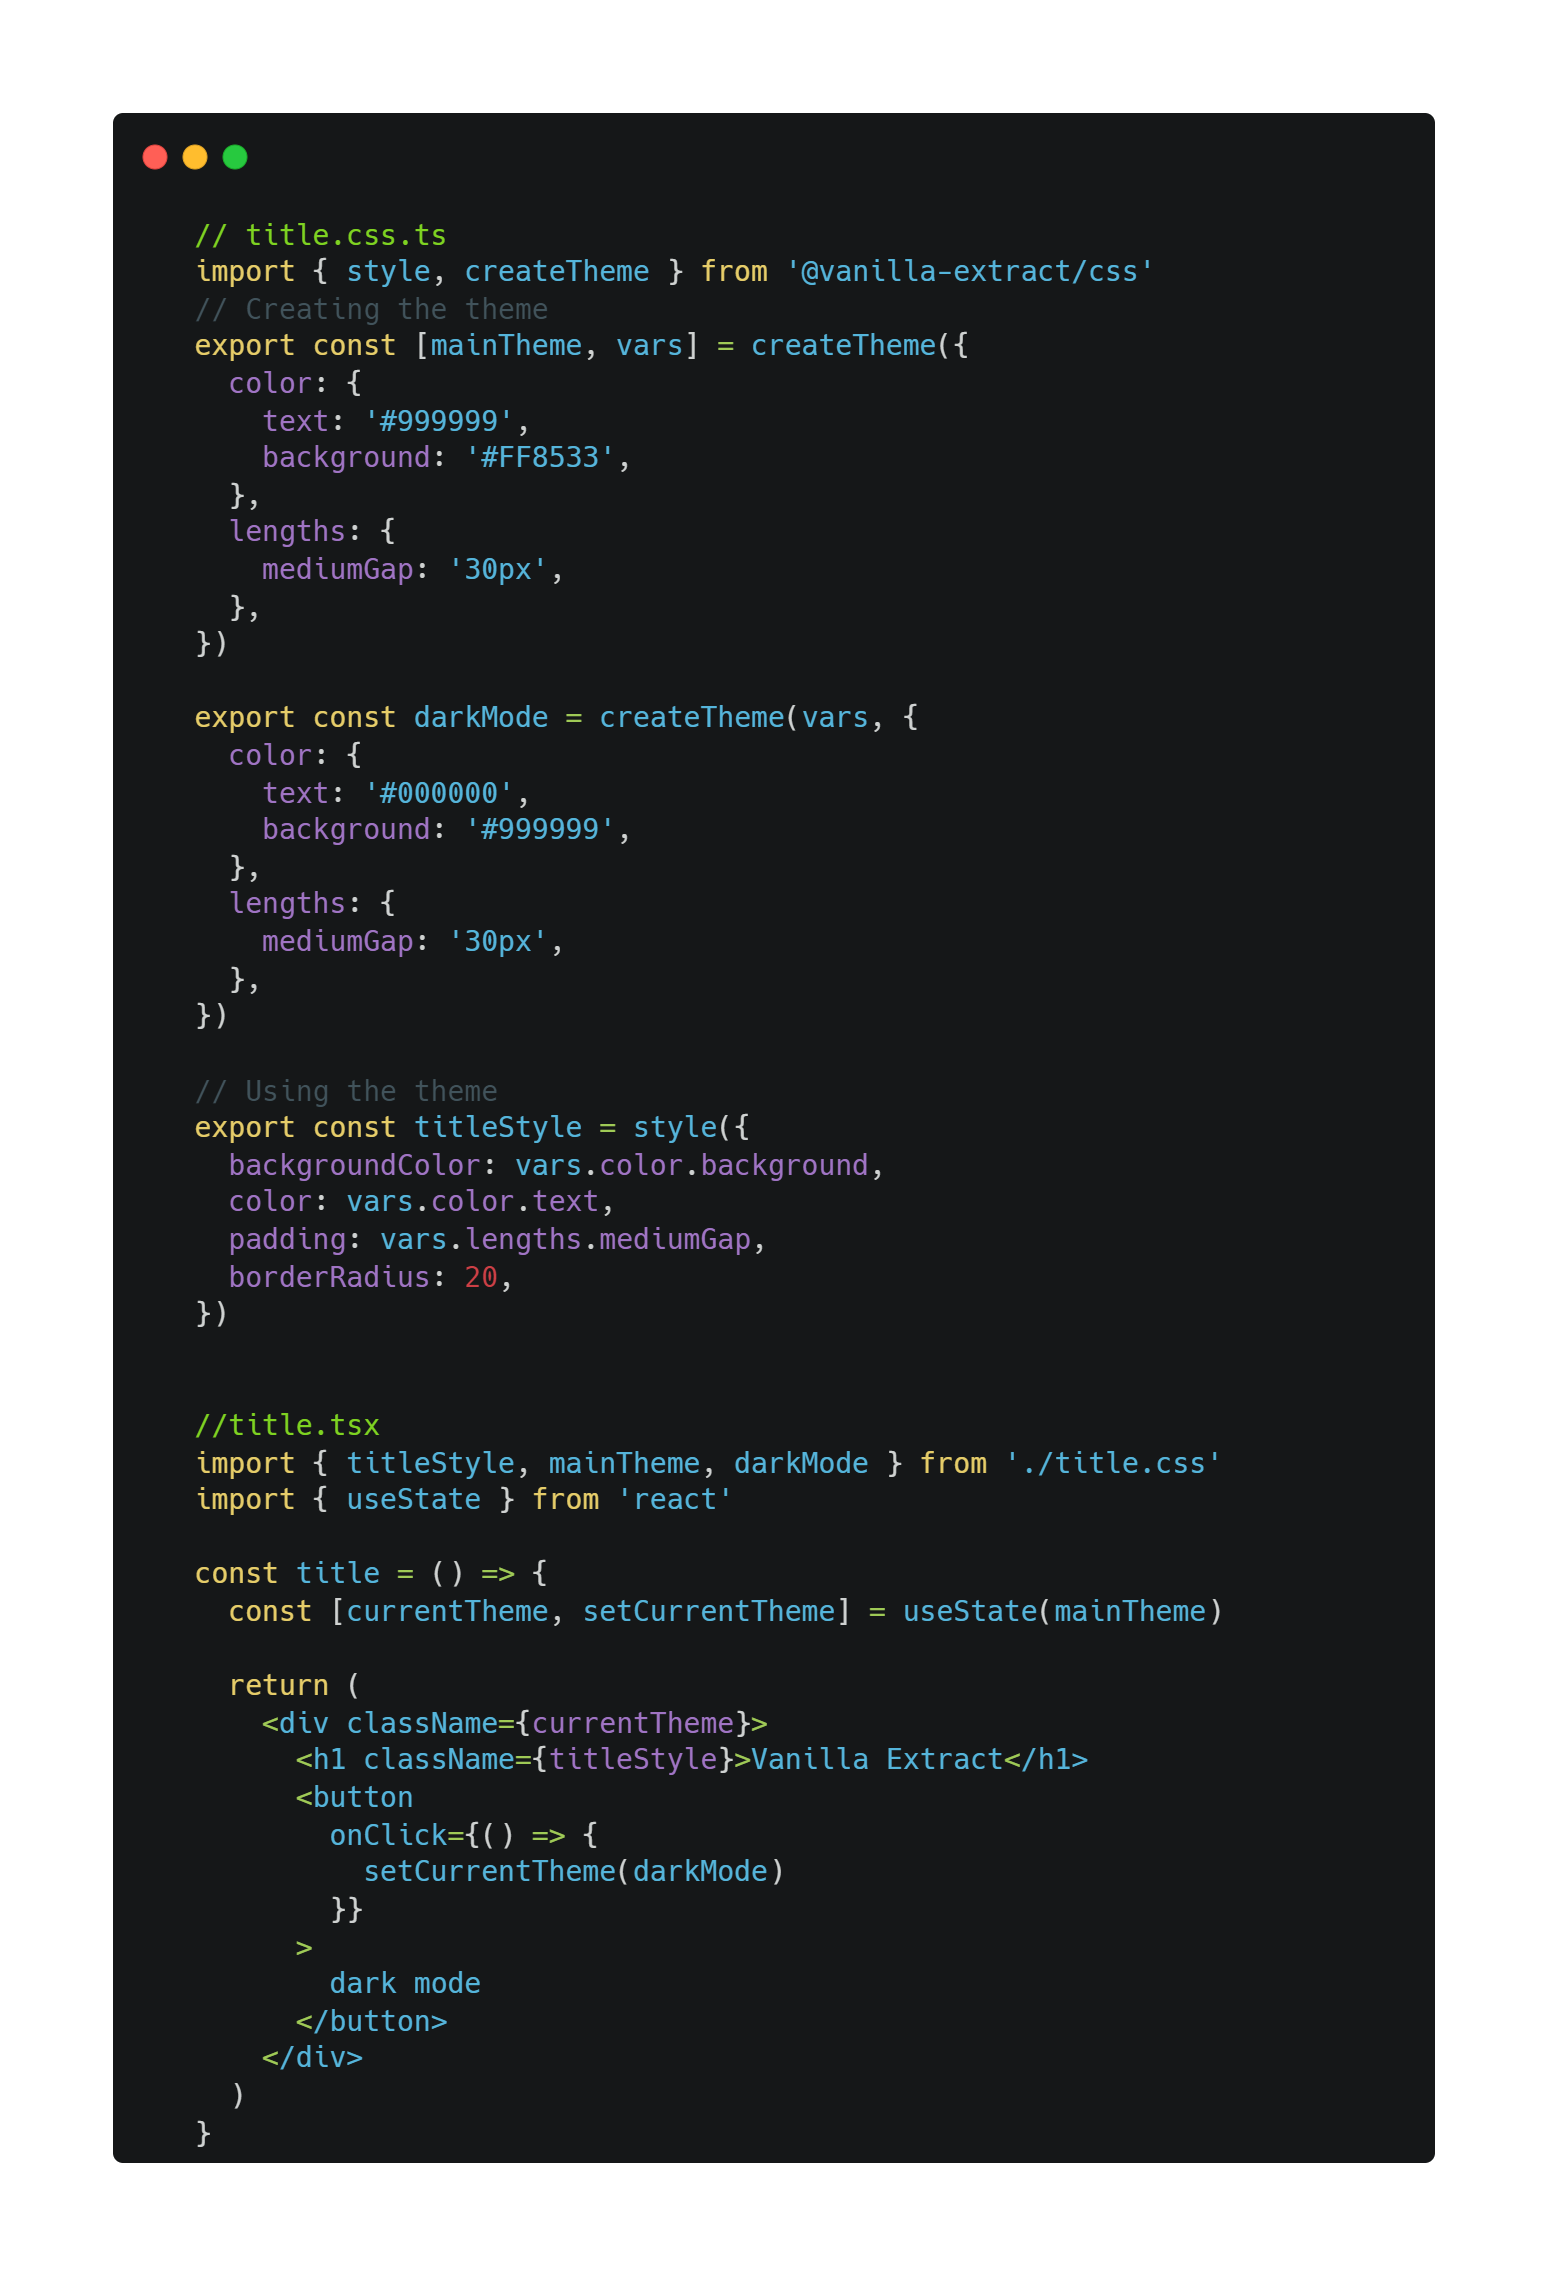 // title.css.ts
import { style, createTheme } from '@vanilla-extract/css'
// Creating the theme
export const [mainTheme, vars] = createTheme({
  color: {
    text: '#999999',
    background: '#FF8533',
  },
  lengths: {
    mediumGap: '30px',
  },
})

export const darkMode = createTheme(vars, {
  color: {
    text: '#000000',
    background: '#999999',
  },
  lengths: {
    mediumGap: '30px',
  },
})

// Using the theme
export const titleStyle = style({
  backgroundColor: vars.color.background,
  color: vars.color.text,
  padding: vars.lengths.mediumGap,
  borderRadius: 20,
})

//title.tsx
import { titleStyle, mainTheme, darkMode } from './title.css'
import { useState } from 'react'

const title = () => {
  const [currentTheme, setCurrentTheme] = useState(mainTheme)

  return (
    <div className={currentTheme}>
      <h1 className={titleStyle}>Vanilla Extract</h1>
      <button
        onClick={() => {
          setCurrentTheme(darkMode)
        }}
      >
        dark mode
      </button>
    </div>
  )
}